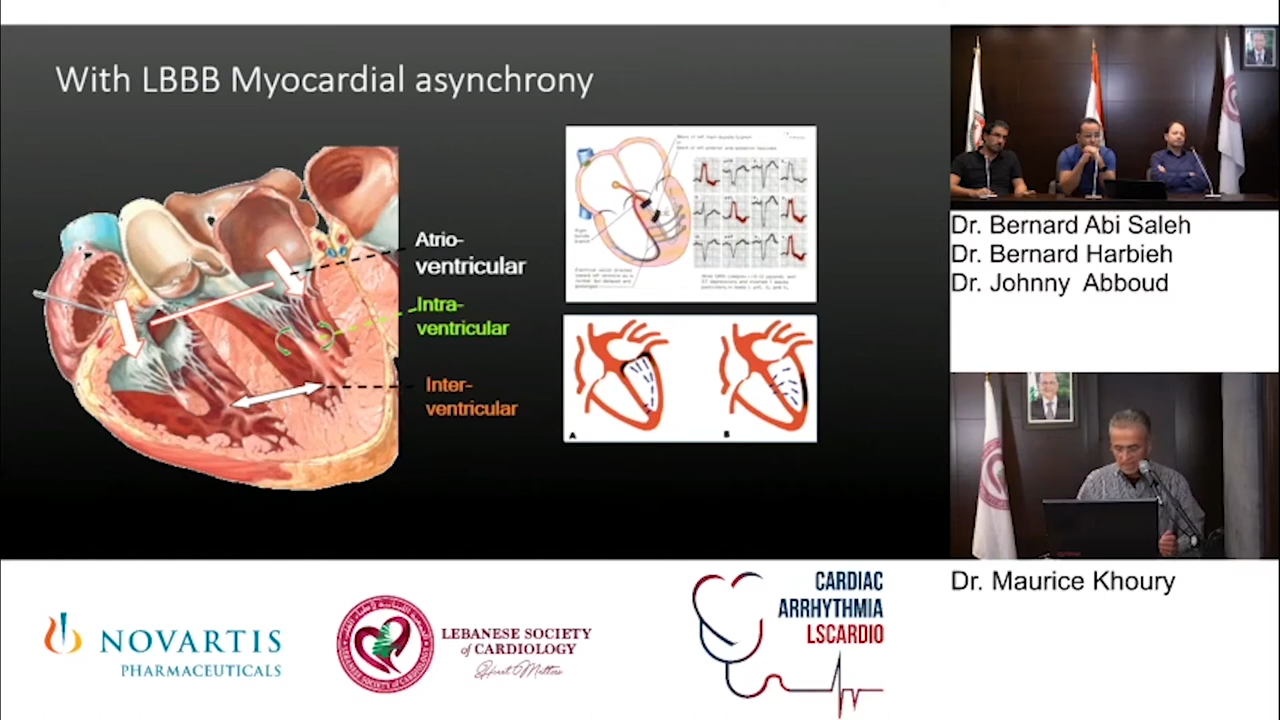 With LBBB Myocardial asynchrony
Atrio-
ventricular
Intra-
ventricular
Inter-
ventricular
A
B
Dr. Bernard Abi Saleh
Dr. Bernard Harbieh
Dr. Johnny Abboud
Dr. Maurice Khoury
NOVARTIS
PHARMACEUTICALS
LEBANESE SOCIETY
of CARDIOLOGY
Heart Matters
CARDIAC
ARRHYTHMIA
LSCARDIO